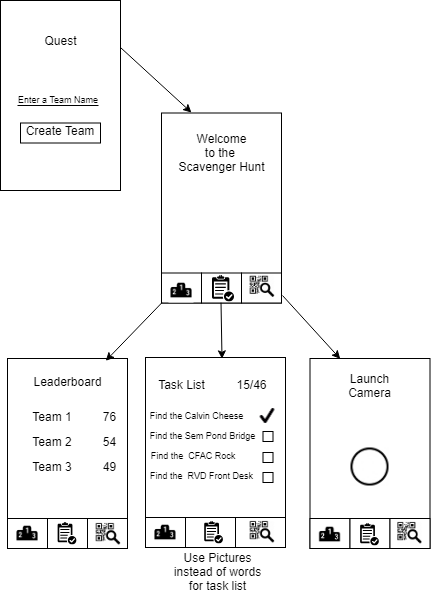 Quest
Enter a Team Name
Create Team
Welcome
to the
Scavenger Hunt
2 1 3
Leaderboard
Team 1 76
Team 2 54
Team 3 49
2 1 3
Task List 15/46
Find the Calvin Cheese
Find the Sem Pond Bridge
Find the CFAC Rock
Find the RVD Front Desk
2 1 3
Use Pictures
instead of words
for task list
Launch
Camera
2 1 3